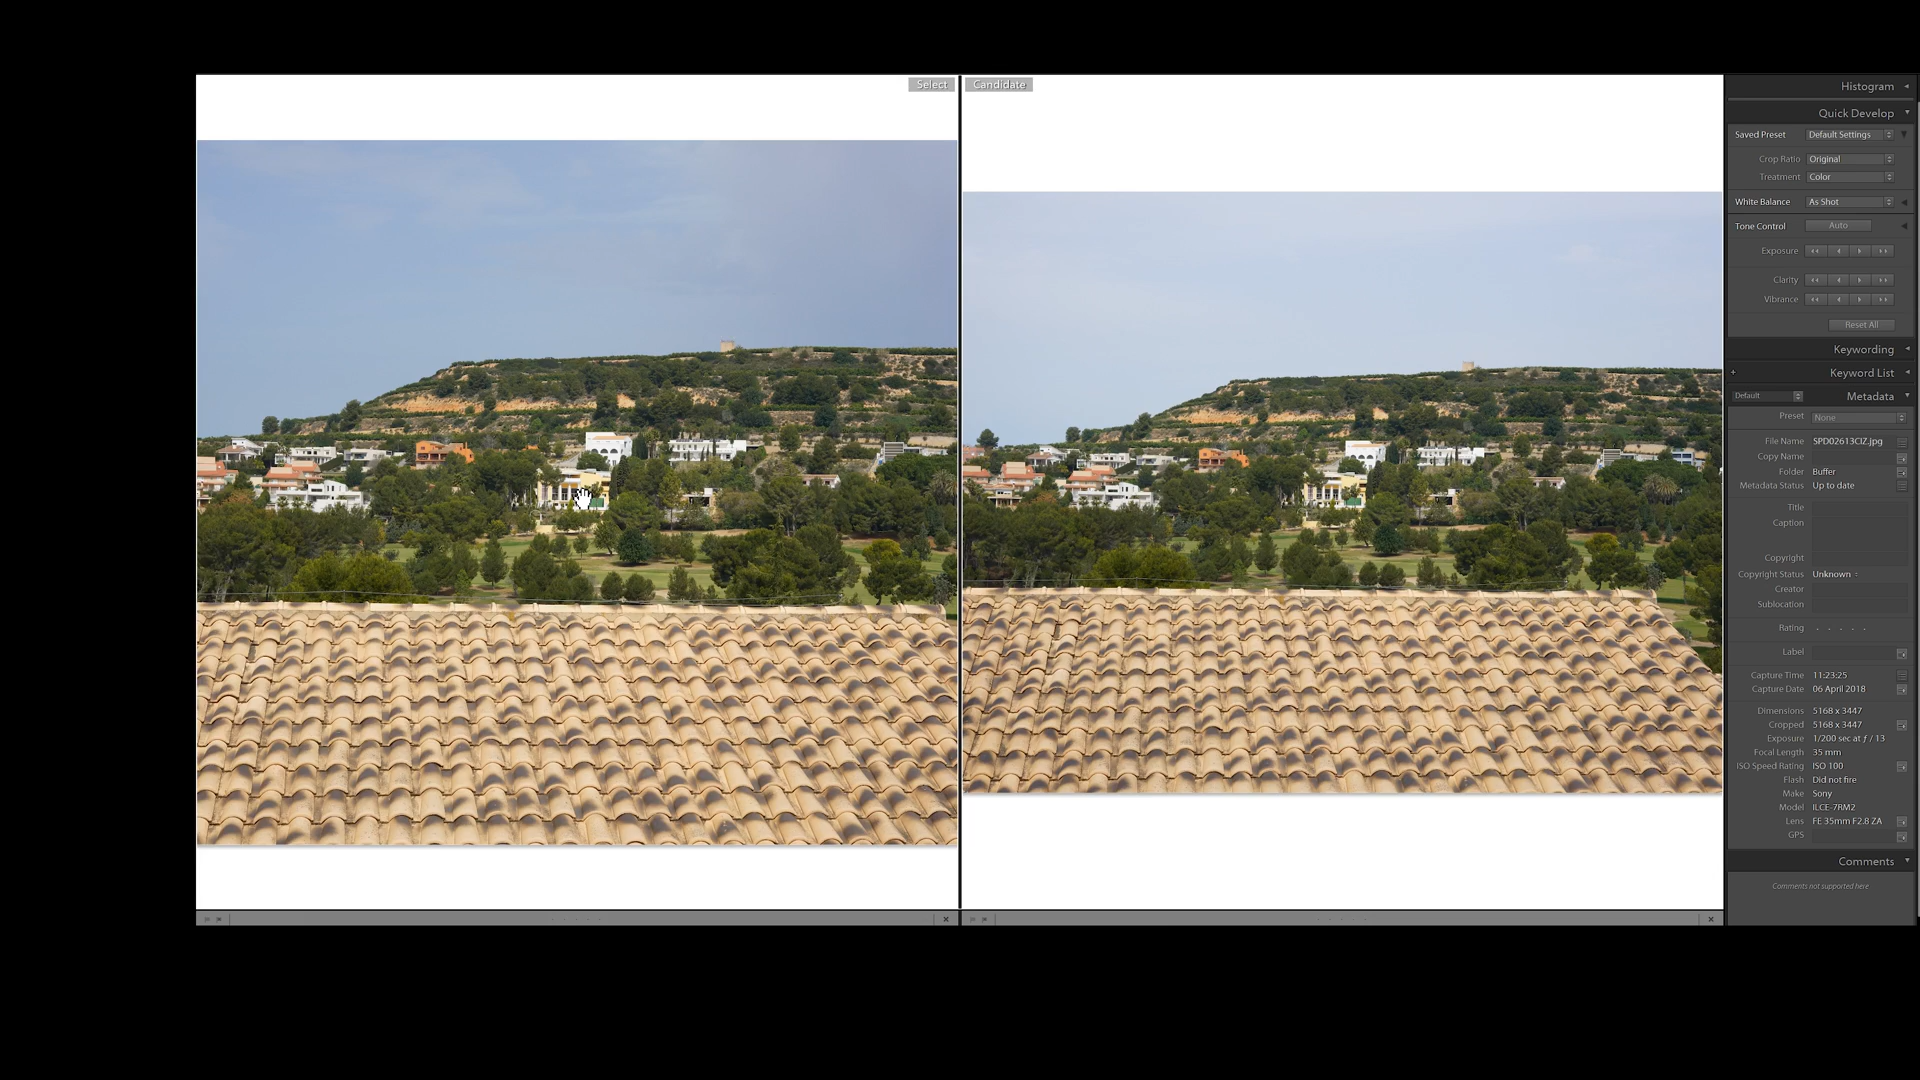 Select
Candidate
Histogram
Quick Develop
Saved Preset Default Settings
Crop Ratio Original
Treatment Color
White Balance As Shot
Tone Control Auto
Exposure
Clarity
Vibrance
Reset All
Keywording
+ Keyword List
Default Metadata
Preset None
File Name SPD02613CIZ.jpg
Copy Name
Folder Buffer
Metadata Status Up to date
Title
Caption
Copyright
Copyright Status Unknown
Creator
Sublocation
Rating
Label
Capture Time 11:23:25
Capture Date 06 April 2018
Dimensions 5168 x 3447
Cropped 5168 x 3447
Exposure 1/200 sec at ƒ / 13
Focal Length 35 mm
ISO Speed Rating ISO 100
Flash Did not fire
Make Sony
Model ILCE-7RM2
Lens FE 35mm F2.8 ZA
GPS
Comments
Comments not supported here